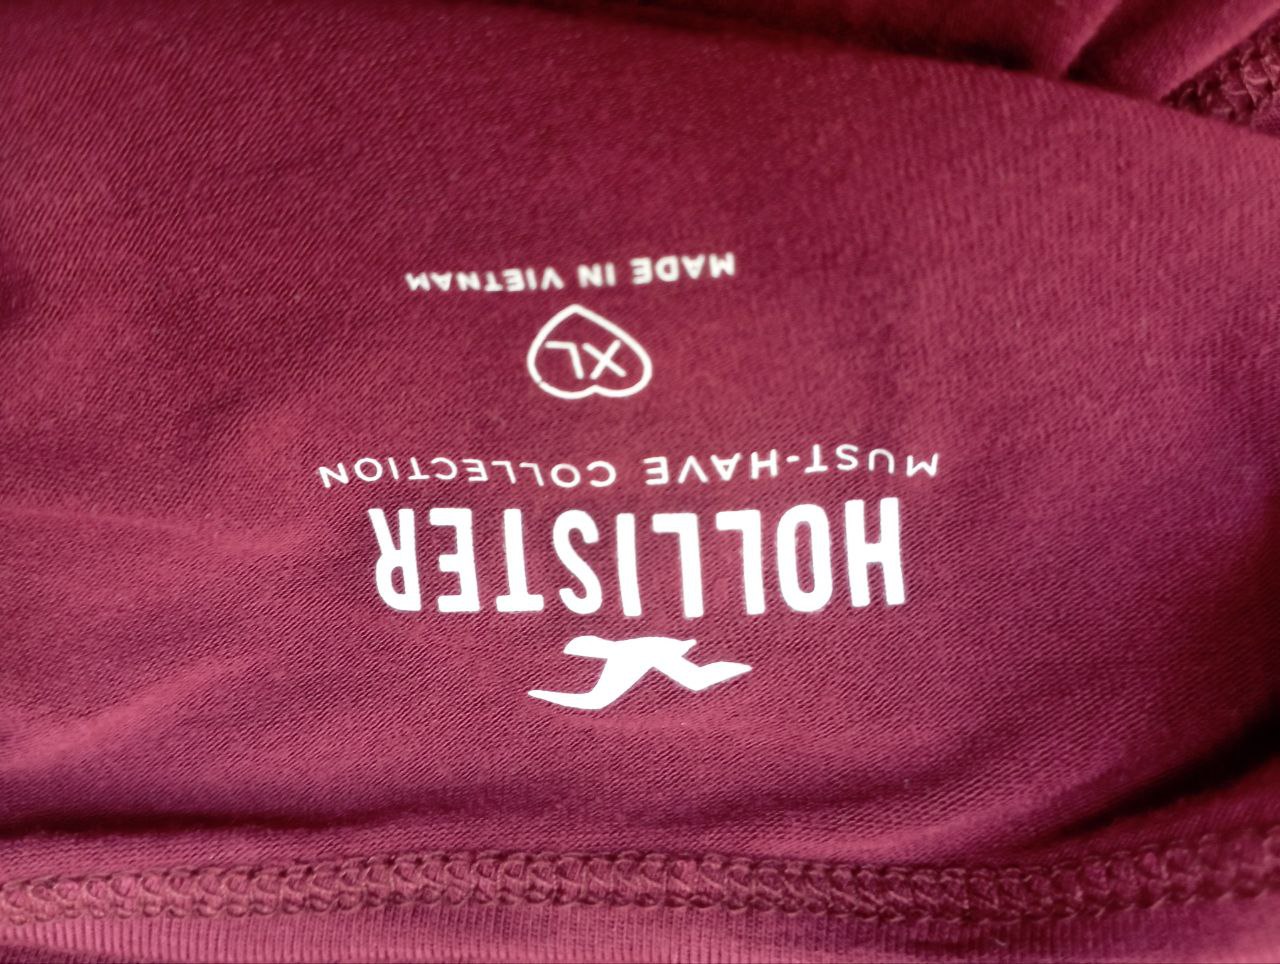 HOLLISTER
MUST-HAVE COLLECTION
XL
MADE IN VIETNAM